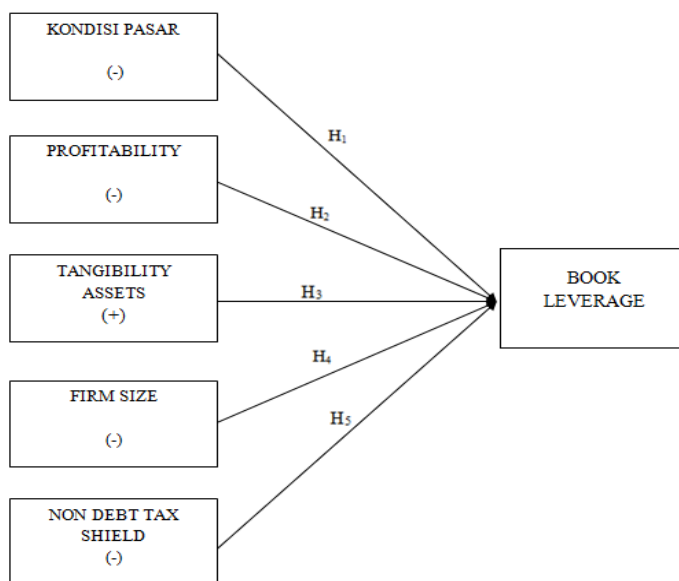 KONDISI PASAR
(-)
H₁
PROFITABILITY
(-)
H₂
TANGIBILITY
ASSETS
(+)
H₃
BOOK
LEVERAGE
FIRM SIZE
(-)
H₄
NON DEBT TAX
SHIELD
(-)
H₅